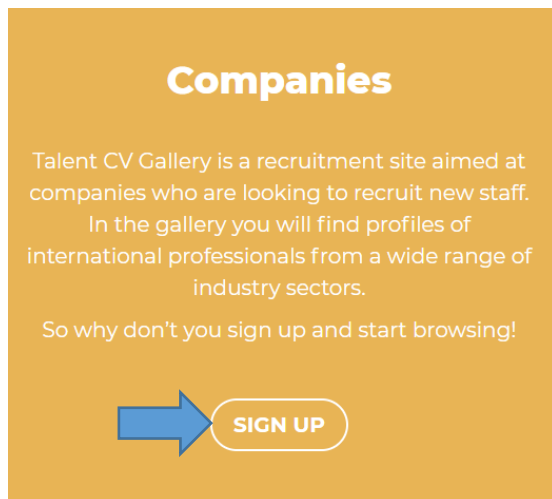 Companies
Talent CV Gallery is a recruitment site aimed at
companies who are looking to recruit new staff.
In the gallery you will find profiles of
international professionals from a wide range of
industry sectors.
So why don't you sign up and start browsing!
SIGN UP